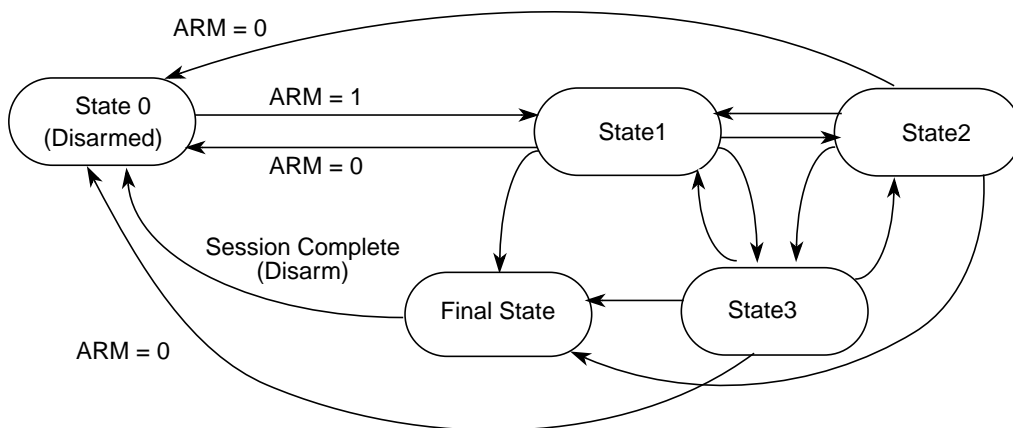 ARM = 0
State 0
(Disarmed)
ARM = 1
ARM = 0
State1
State2
Session Complete
(Disarm)
Final State
State3
ARM = 0